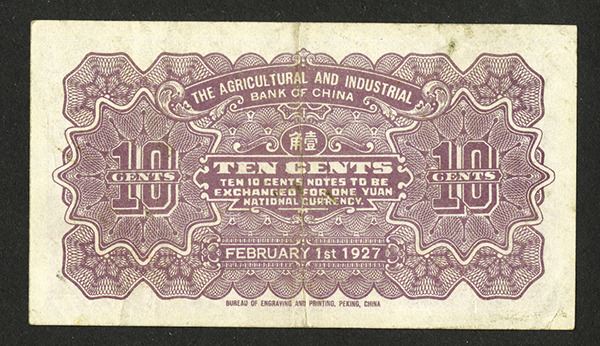 THE AGRICULTURAL AND INDUSTRIAL
BANK OF CHINA
壹角
10
CENTS
TEN CENTS
TEN 10 CENTS NOTES TO BE
EXCHANGED FOR ONE YUAN
NATIONAL CURRENCY.
10
CENTS
FEBRUARY 1st 1927
BUREAU OF ENGRAVING AND PRINTING, PEKING, CHINA